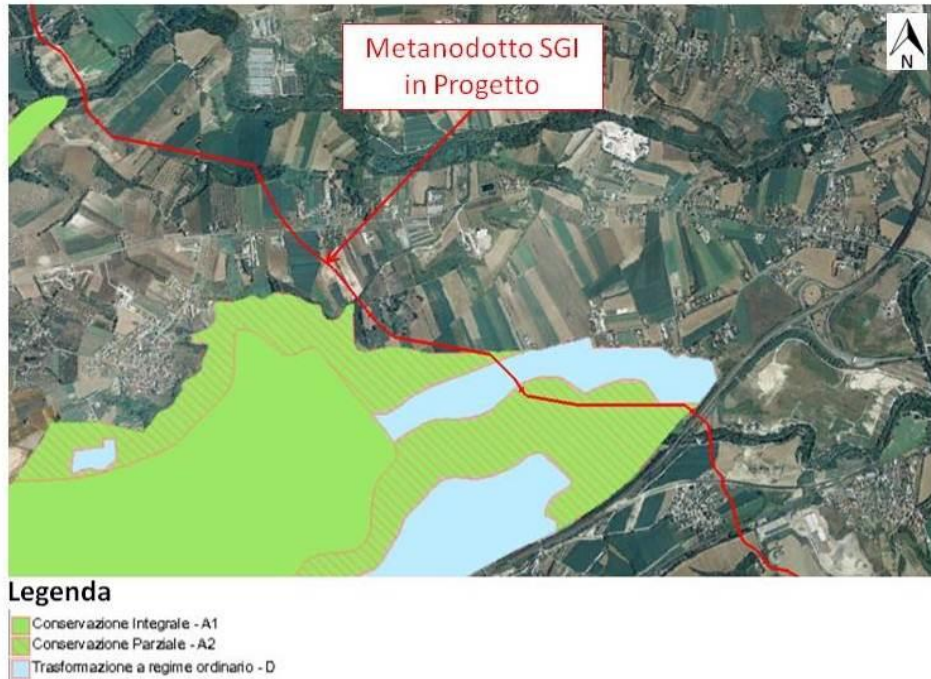 Metanodotto SGI
in Progetto
N
Legenda
Conservazione Integrale - A1
Conservazione Parziale - A2
Trasformazione a regime ordinario - D